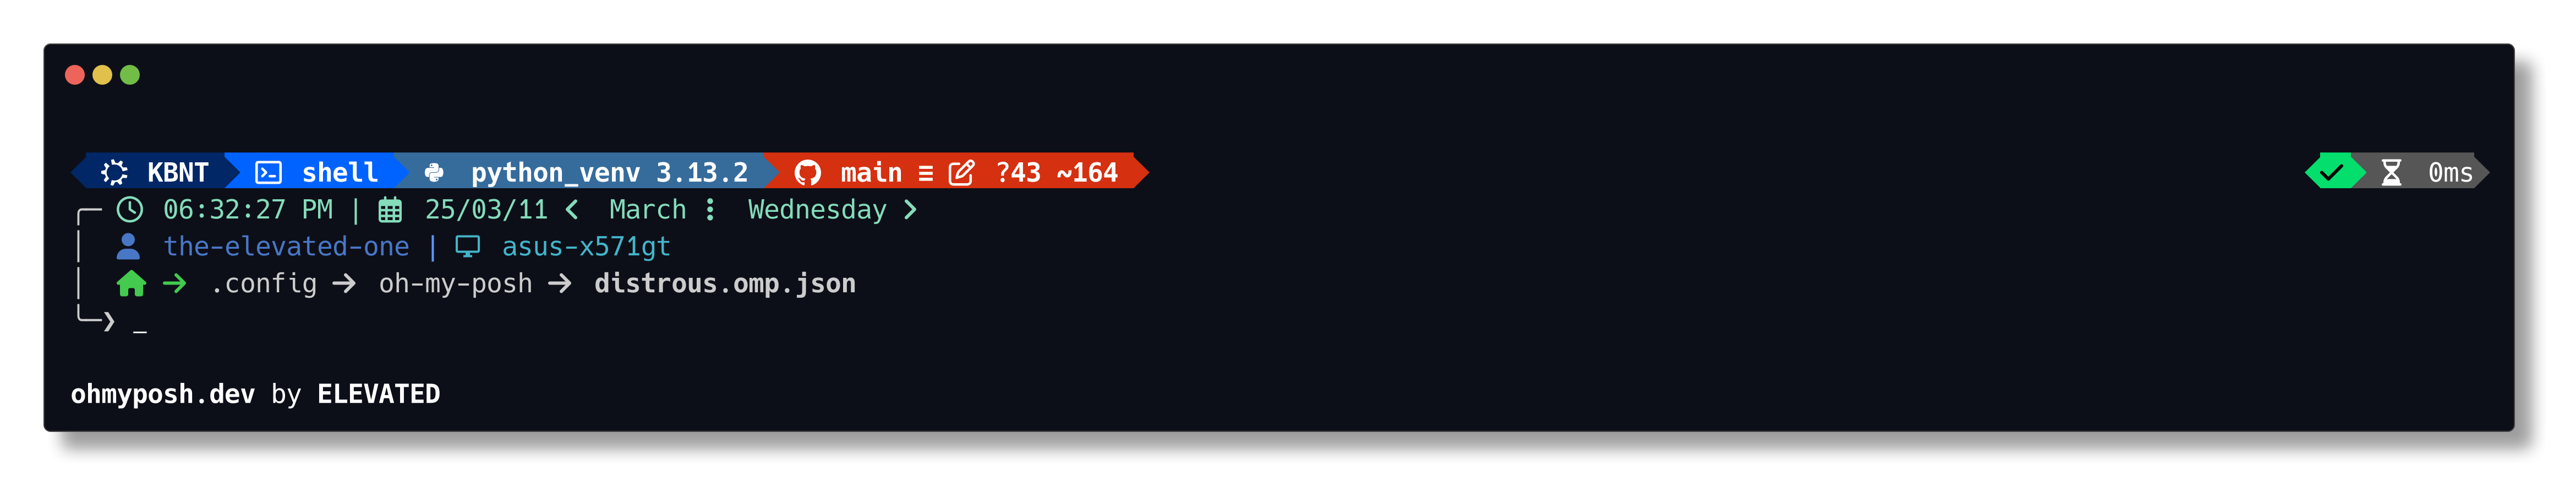 KBNT shell python_venv 3.13.2 main ≡ ?43 ~164 0ms
06:32:27 PM | 25/03/11 < March ⋮ Wednesday >
the-elevated-one | asus-x571gt
→ .config → oh-my-posh → distrous.omp.json
❯ _
ohmyposh.dev by ELEVATED